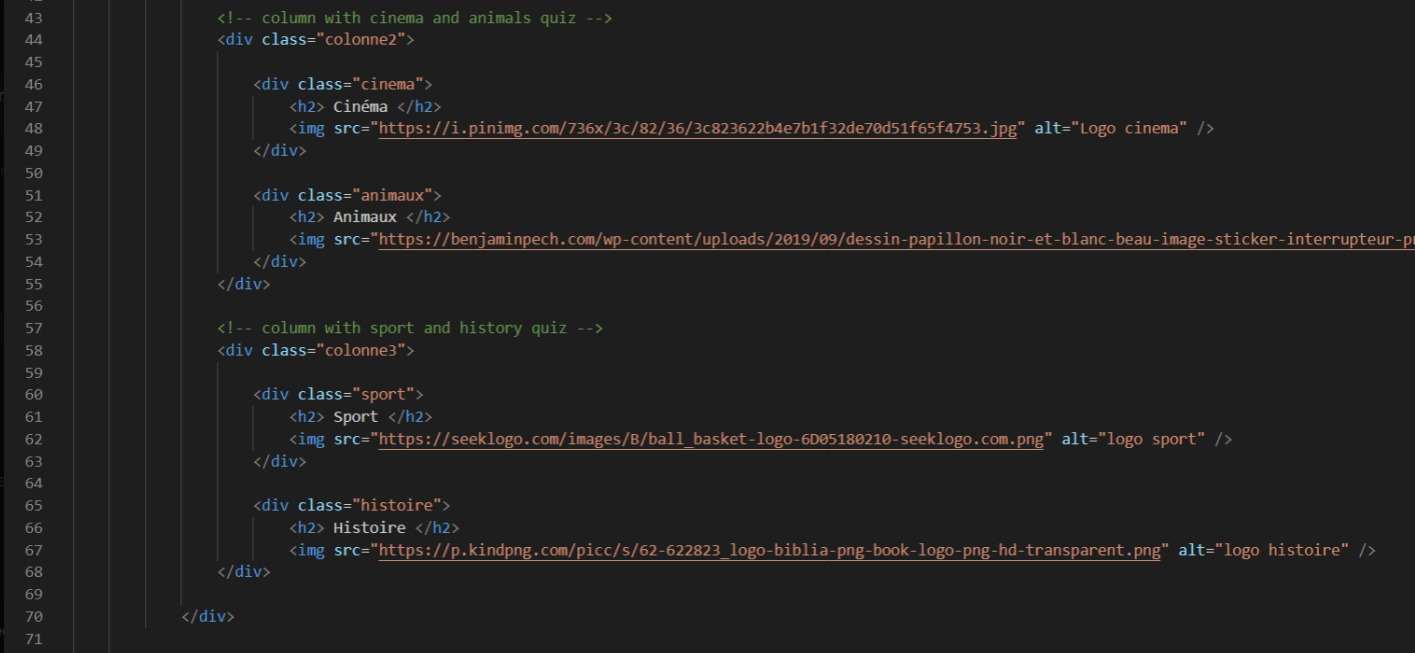 43 <!-- column with cinema and animals quiz -->
44 <div class="colonne2">
45
46 <div class="cinema">
47 <h2> Cinéma </h2>
48 <img src="https://i.pinimg.com/736x/3c/82/36/3c823622b4e7b1f32de70d51f65f4753.jpg" alt="Logo cinema" />
49 </div>
50
51 <div class="animaux">
52 <h2> Animaux </h2>
53 <img src="https://benjaminpech.com/wp-content/uploads/2019/09/dessin-papillon-noir-et-blanc-beau-image-sticker-interrupteur-p
54 </div>
55 </div>
56
57 <!-- column with sport and history quiz -->
58 <div class="colonne3">
59
60 <div class="sport">
61 <h2> Sport </h2>
62 <img src="https://seeklogo.com/images/B/ball_basket-logo-6D05180210-seeklogo.com.png" alt="logo sport" />
63 </div>
64
65 <div class="histoire">
66 <h2> Histoire </h2>
67 <img src="https://p.kindpng.com/picc/s/62-622823_logo-biblia-png-book-logo-png-hd-transparent.png" alt="logo histoire" />
68 </div>
69
70 </div>
71